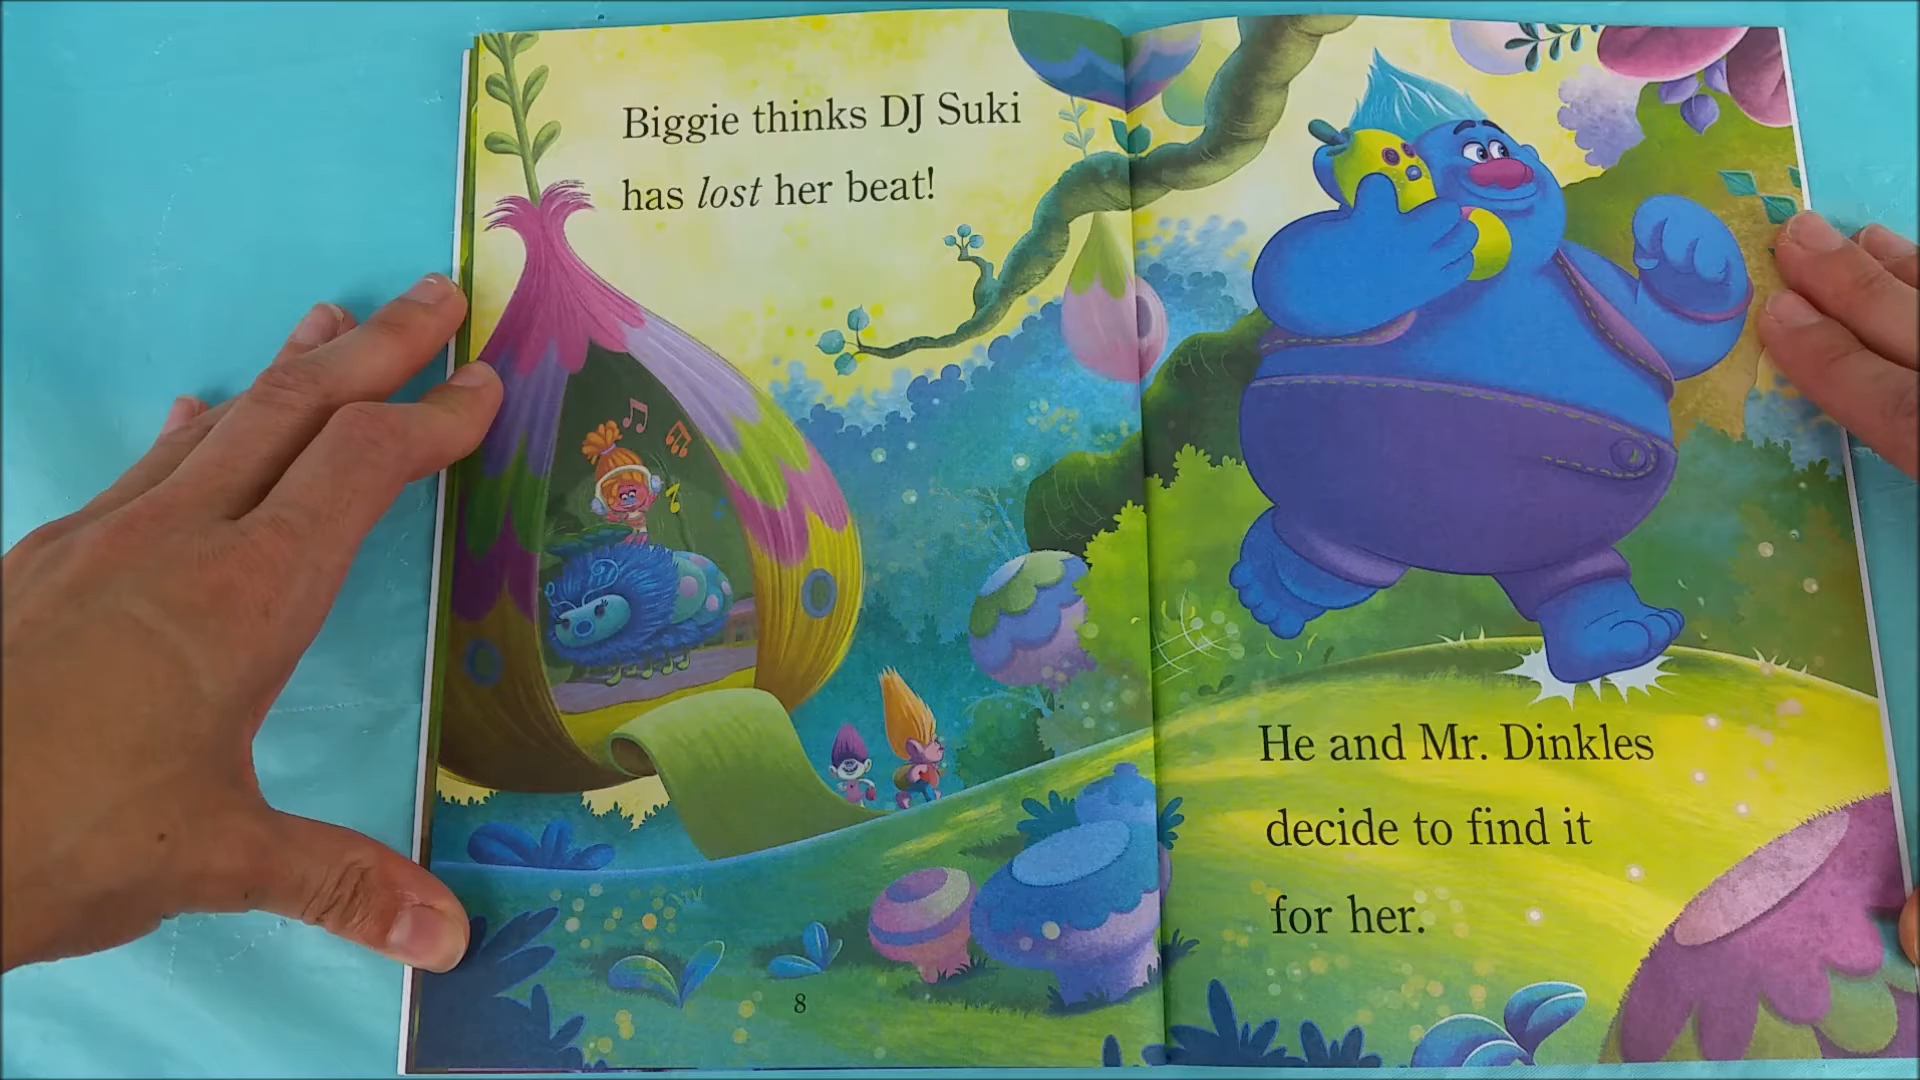 Biggie thinks DJ Suki
has lost her beat!
He and Mr. Dinkles
decide to find it
for her.
8